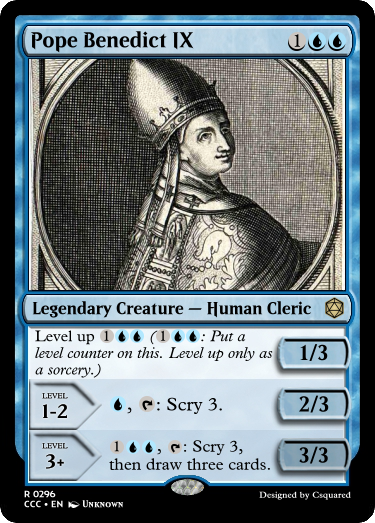 Pope Benedict IX 1
Legendary Creature — Human Cleric
Level up 1 (1: Put a
level counter on this. Level up only as
a sorcery.)
1/3
LEVEL
1-2
, : Scry 3.
2/3
LEVEL
3+
1, : Scry 3,
then draw three cards.
3/3
R 0296
CCC • EN Unknown
Designed by Csquared